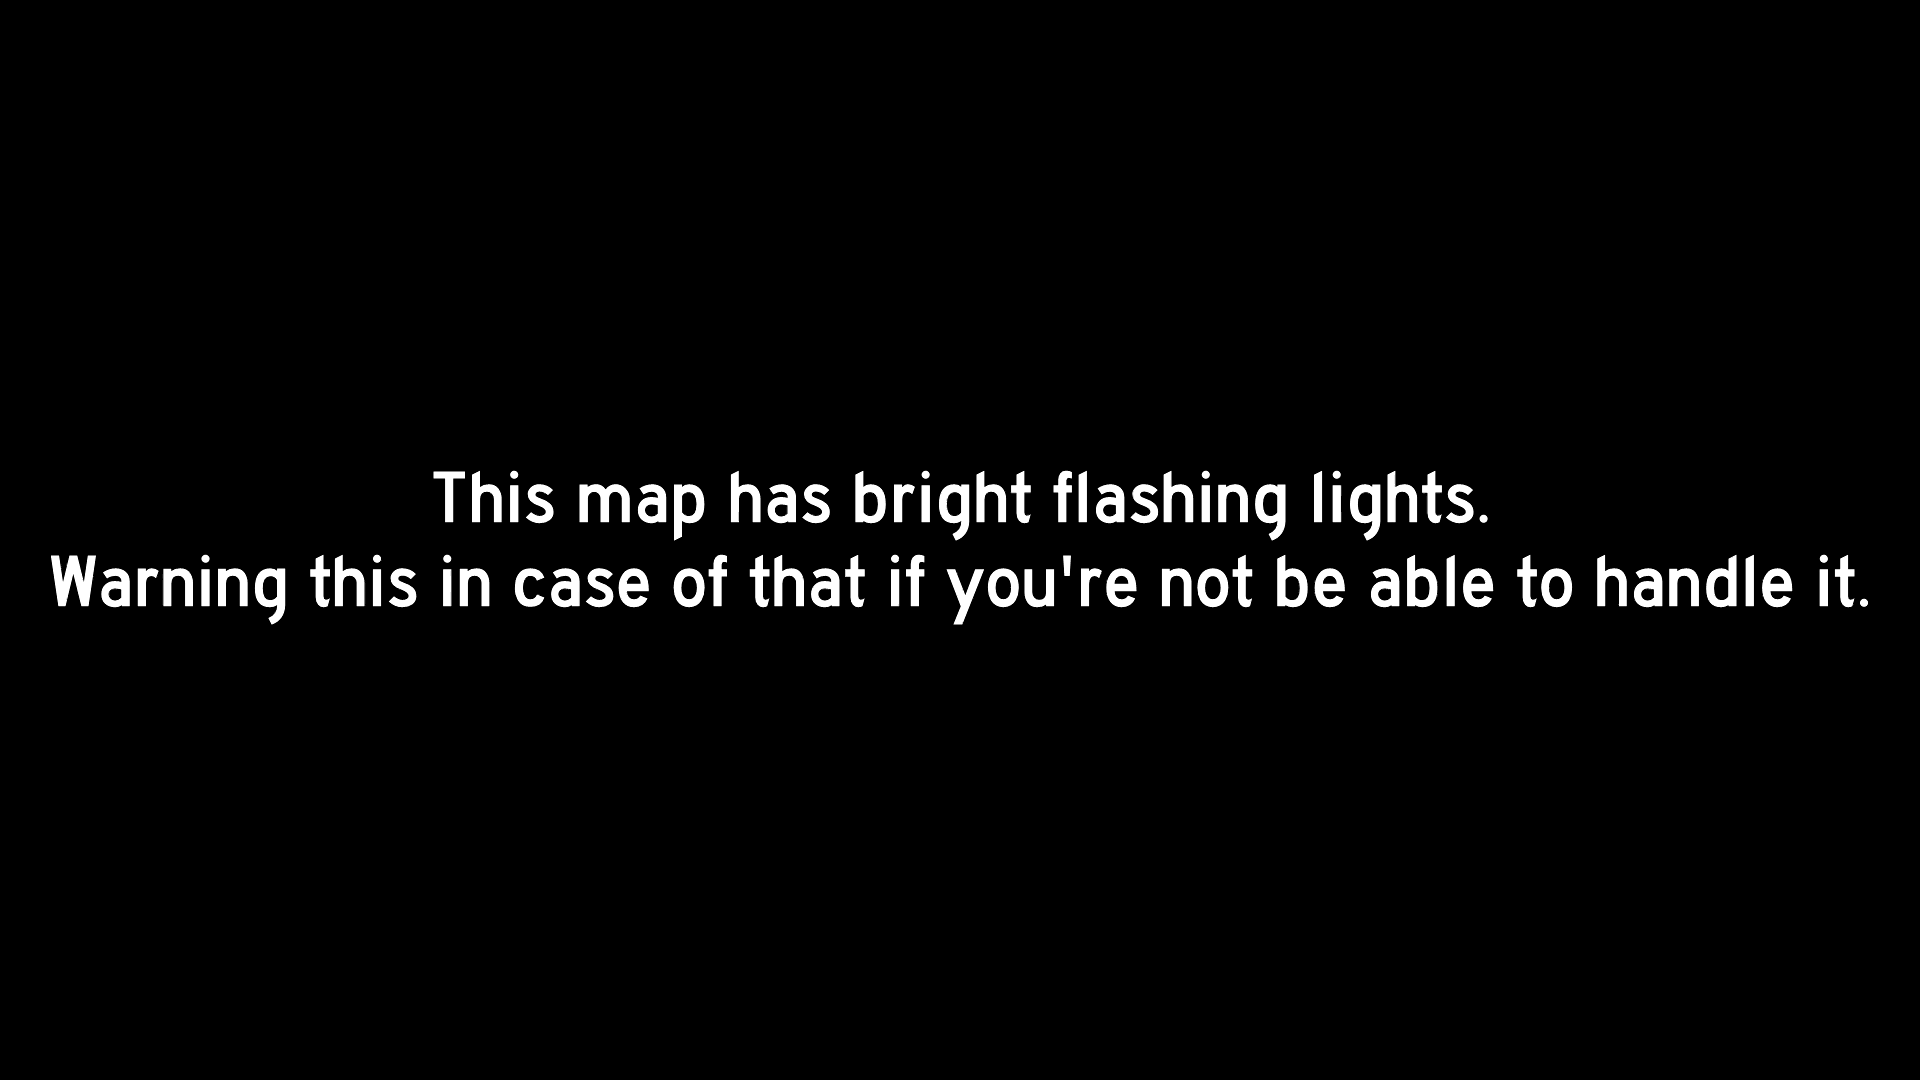 This map has bright flashing lights.
Warning this in case of that if you're not be able to handle it.